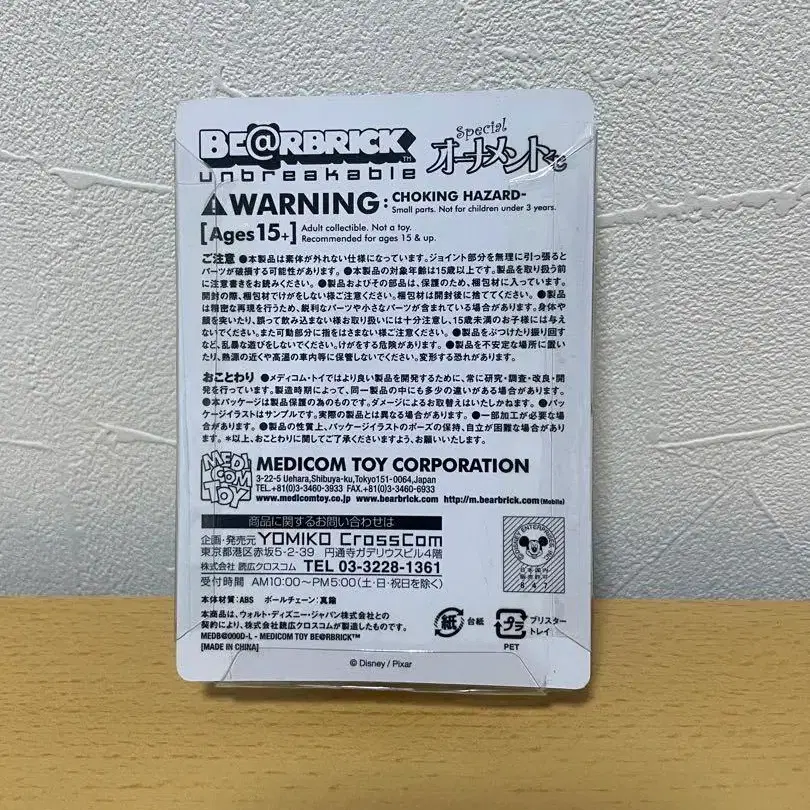 BE@RBRICK™
unbreakable
Special
オーナメントくじ
WARNING: CHOKING HAZARD-
Small parts. Not for children under 3 years.
[Ages 15+] Adult collectible. Not a toy.
Recommended for ages 15 & up.
ご注意 ●本製品は素体が外れない仕様になっています。ジョイント部分を無理に引っ張ると
パーツが破損する可能性があります。●本製品の対象年齢は15歳以上です。製品を取り扱う前
に注意書きをお読みください。●製品およびその部品は、保護のため、梱包材に入っています。
開封の際、梱包材でけがをしない様ご注意ください。梱包材は開封後に捨ててください。●製品
は精密な再現を行うため、鋭利なパーツや小さなパーツが含まれている場合があります。身体や
顔を突いたり、誤って飲み込まない様お取り扱いには十分注意し、15歳未満のお子様には与え
ないでください。また可動部分に指をはさまない様ご注意ください。●製品をぶつけたり振り回す
など、乱暴な遊びをしないでください。けがをする危険があります。●製品を不安定な場所に置い
たり、熱源の近くや高温の車内等に保管しないでください。変形する恐れがあります。
おことわり ●メディコム・トイではより良い製品を開発するために、常に研究・調査・改良・開
発を行っています。製造時期によって、同一製品の中にも多少の違いがある場合があります。
●本パッケージは製品保護の為のものです。ダメージによるお取替えはいたしかねます。●パッ
ケージイラストはサンプルです。実際の製品とは異なる場合があります。●一部加工が必要な場
合があります。●製品の性質上、パッケージイラストのポーズの保持、自立が困難な場合があり
ます。*以上、おことわりに関してご了承くださいますよう、お願いいたします。
MEDICOM TOY
MEDICOM TOY CORPORATION
3-22-5 Uehara,Shibuya-ku,Tokyo151-0064,Japan
TEL.+81(0)3-3460-3933 FAX.+81(0)3-3460-6933
www.medicomtoy.co.jp www.bearbrick.com http://m.bearbrick.com(Mobile)
商品に関するお問い合わせは
企画・発売元 YOMIKO CrossCom
東京都港区赤坂5-2-39 円通寺ガデリウスビル4階
株式会社 読広クロスコム TEL 03-3228-1361
受付時間 AM10:00〜PM5:00(土・日・祝日を除く)
日本国内
販売許可
847
本体材質:ABS ボールチェーン:真鍮
本商品は、ウォルト・ディズニー・ジャパン株式会社との
契約により、株式会社読広クロスコムが製造したものです。
MEDB@000D-L - MEDICOM TOY BE@RBRICK™
[MADE IN CHINA]
紙 台紙
プラ ブリスター
トレイ
PET
© Disney / Pixar